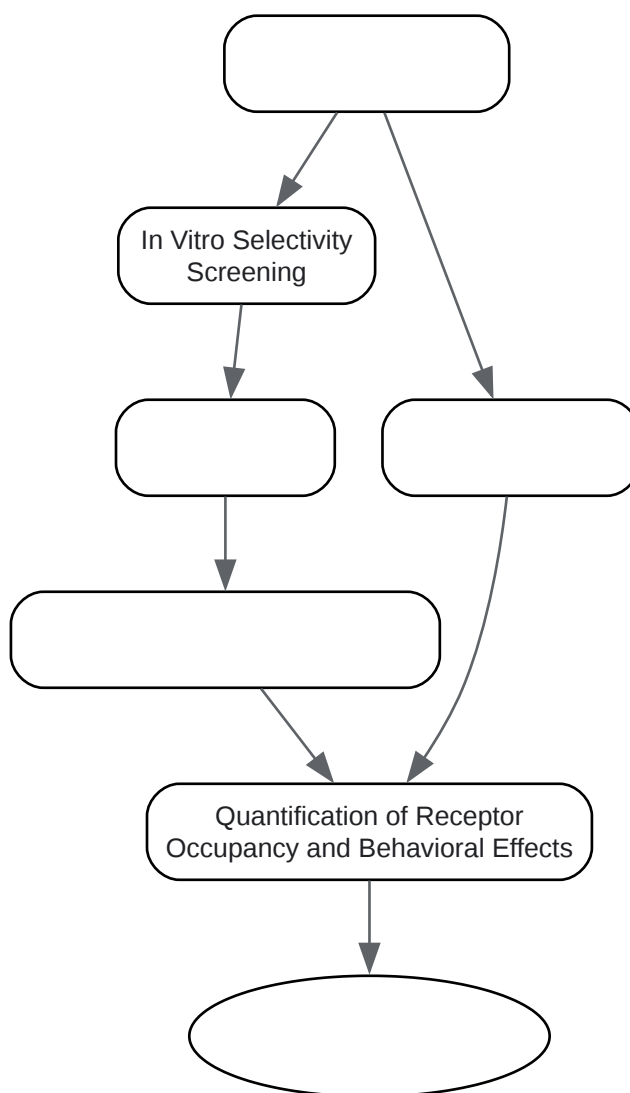 In Vitro Selectivity
Screening
Quantification of Receptor
Occupancy and Behavioral Effects